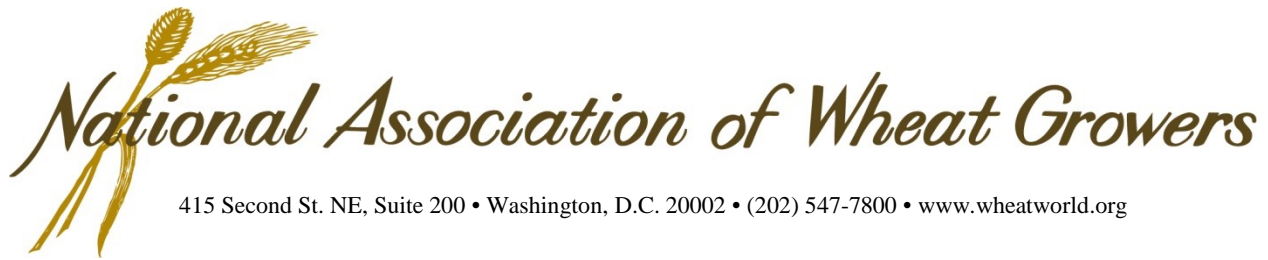 National Association of Wheat Growers
415 Second St. NE, Suite 200 • Washington, D.C. 20002 • (202) 547-7800 • www.wheatworld.org